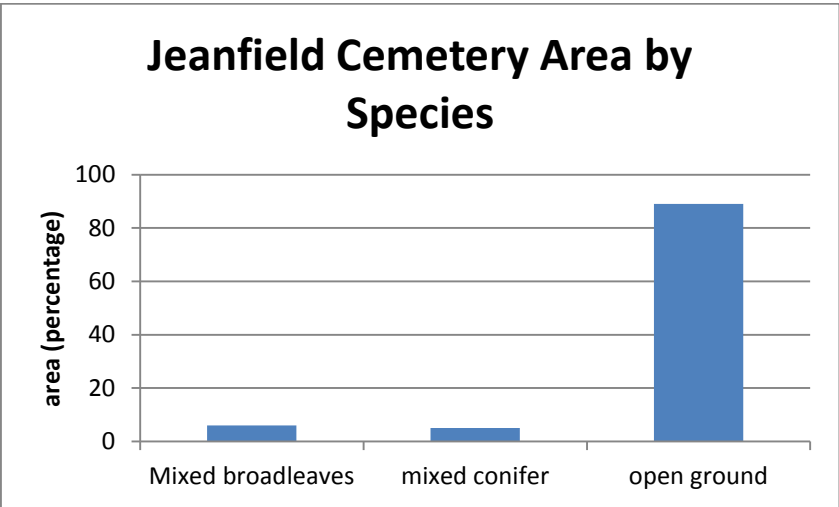 Jeanfield Cemetery Area by
Species
area (percentage)
100
80
60
40
20
0
Mixed broadleaves mixed conifer open ground